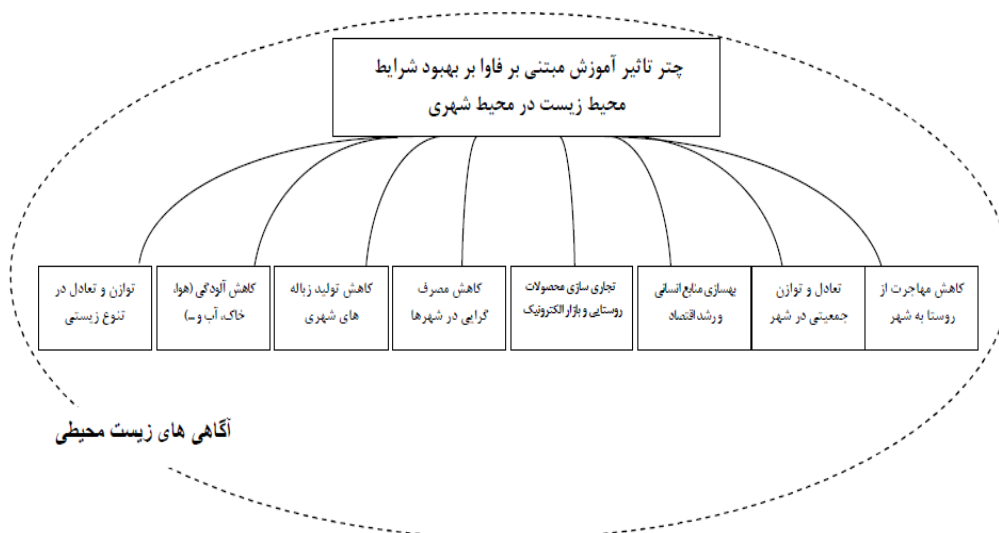 چتر تاثیر آموزش مبتنی بر فاوا بر بهبود شرایط
محیط زیست در محیط شهری
کاهش مهاجرت از
روستا به شهر
تعادل و توازن
جمعیتی در شهر
بهسازی منابع انسانی
و رشد اقتصاد
تجاری سازی محصولات
روستایی و بازار الکترونیک
کاهش مصرف
گرایی در شهرها
کاهش تولید زباله
های شهری
کاهش آلودگی (هوا،
خاک، آب و ...)
توازن و تعادل در
تنوع زیستی
آگاهی های زیست محیطی